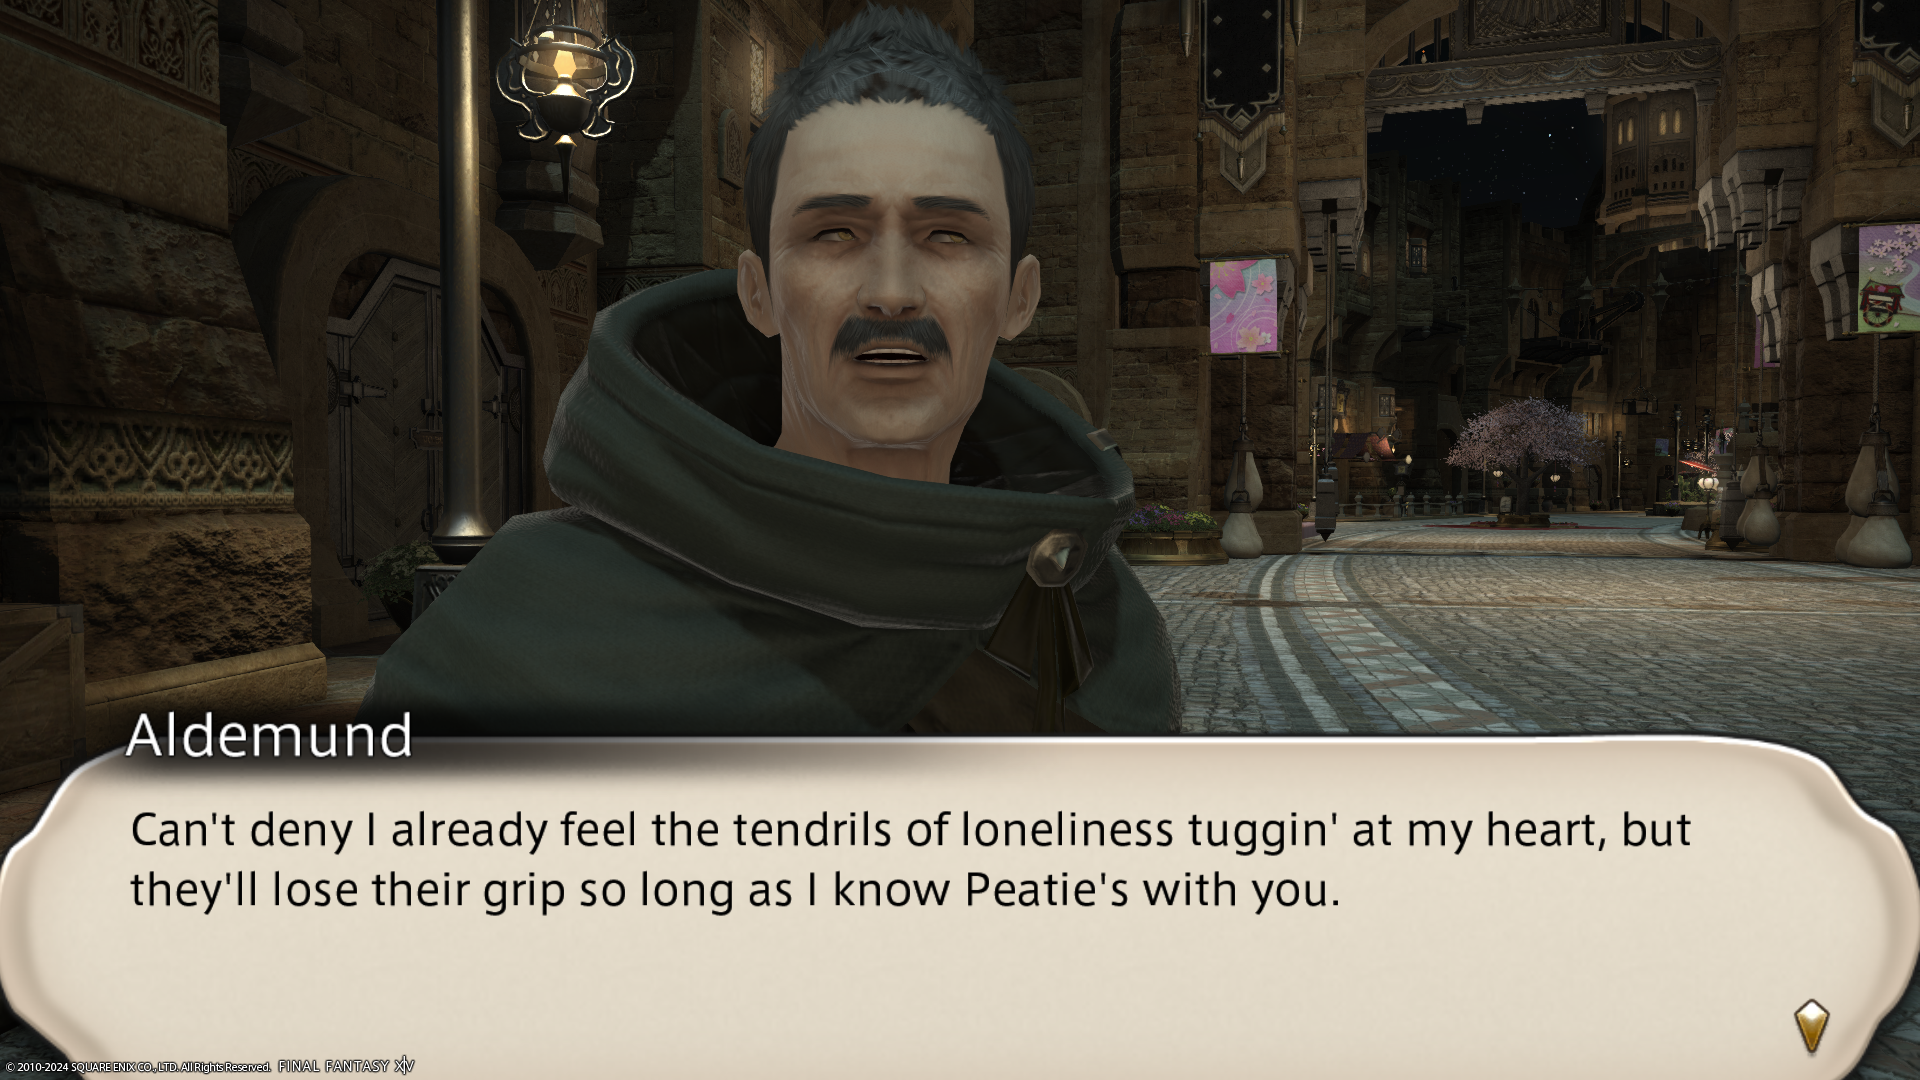 Aldemund
Can't deny I already feel the tendrils of loneliness tuggin' at my heart, but
they'll lose their grip so long as I know Peatie's with you.
© 2010-2024 SQUARE ENIX CO., LTD. All Rights Reserved. FINAL FANTASY XIV